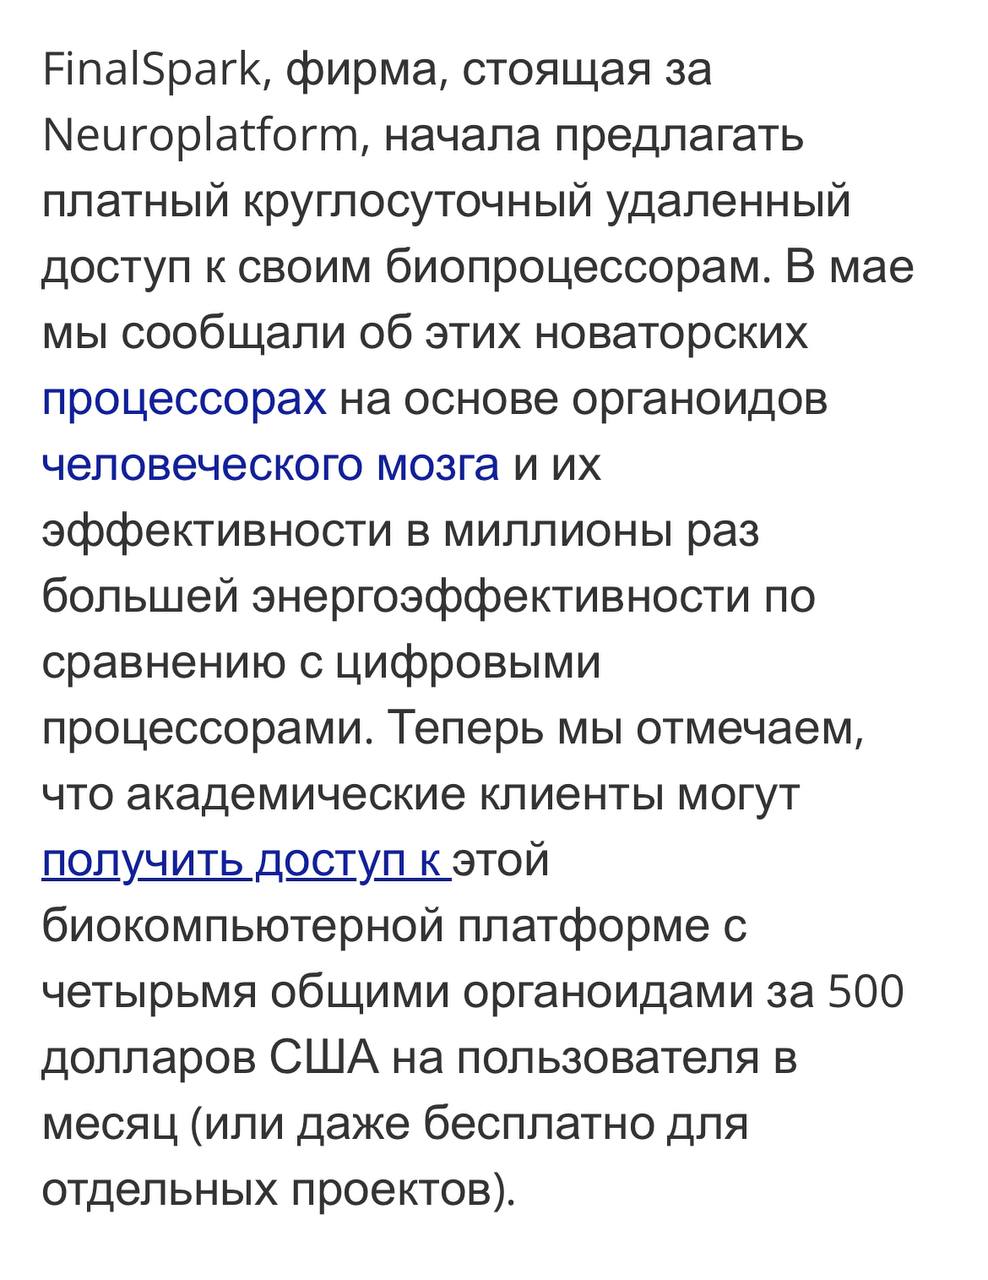 FinalSpark, фирма, стоящая за
Neuroplatform, начала предлагать
платный круглосуточный удаленный
доступ к своим биопроцессорам. В мае
мы сообщали об этих новаторских
процессорах на основе органоидов
человеческого мозга и их
эффективности в миллионы раз
большей энергоэффективности по
сравнению с цифровыми
процессорами. Теперь мы отмечаем,
что академические клиенты могут
получить доступ к этой
биокомпьютерной платформе с
четырьмя общими органоидами за 500
долларов США на пользователя в
месяц (или даже бесплатно для
отдельных проектов).